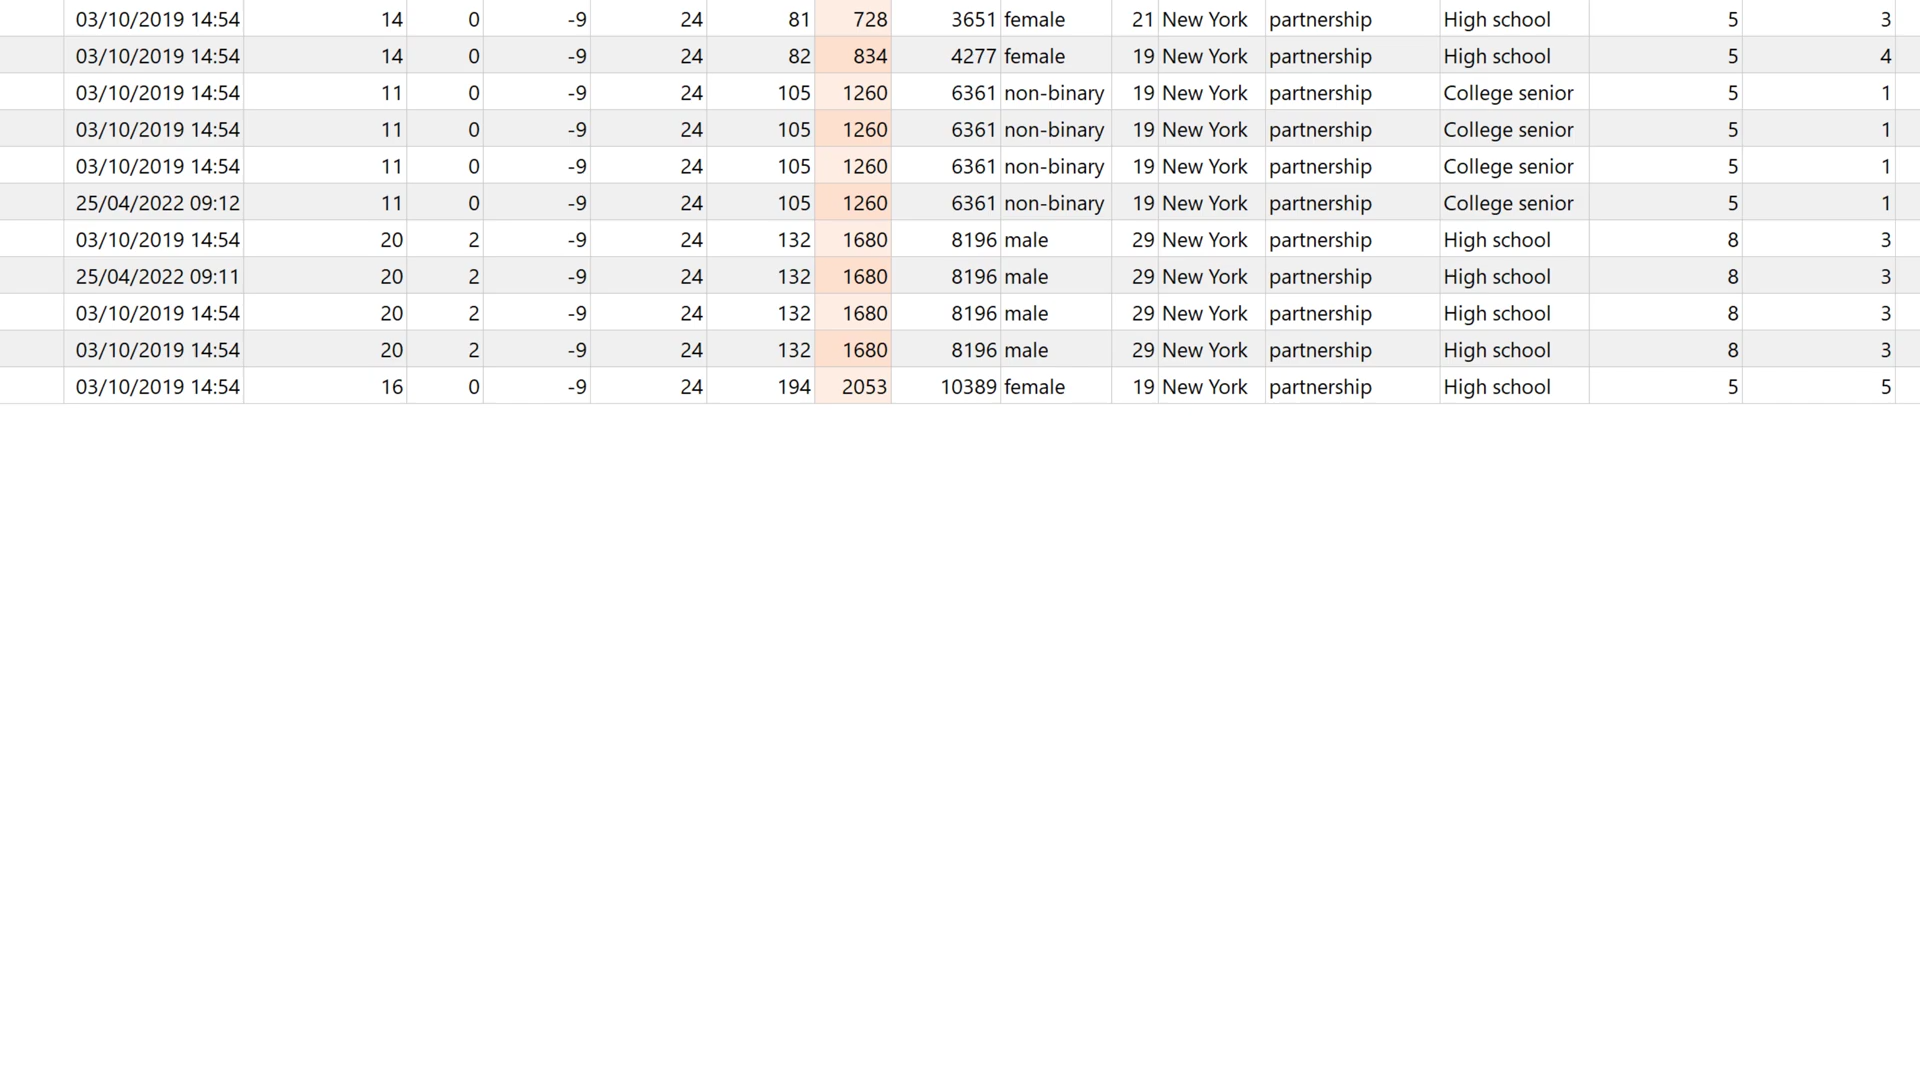 03/10/2019 14:54 14 0 -9 24 81 728 3651 female 21 New York partnership High school 5 3
03/10/2019 14:54 14 0 -9 24 82 834 4277 female 19 New York partnership High school 5 4
03/10/2019 14:54 11 0 -9 24 105 1260 6361 non-binary 19 New York partnership College senior 5 1
03/10/2019 14:54 11 0 -9 24 105 1260 6361 non-binary 19 New York partnership College senior 5 1
03/10/2019 14:54 11 0 -9 24 105 1260 6361 non-binary 19 New York partnership College senior 5 1
25/04/2022 09:12 11 0 -9 24 105 1260 6361 non-binary 19 New York partnership College senior 5 1
03/10/2019 14:54 20 2 -9 24 132 1680 8196 male 29 New York partnership High school 8 3
25/04/2022 09:11 20 2 -9 24 132 1680 8196 male 29 New York partnership High school 8 3
03/10/2019 14:54 20 2 -9 24 132 1680 8196 male 29 New York partnership High school 8 3
03/10/2019 14:54 20 2 -9 24 132 1680 8196 male 29 New York partnership High school 8 3
03/10/2019 14:54 16 0 -9 24 194 2053 10389 female 19 New York partnership High school 5 5